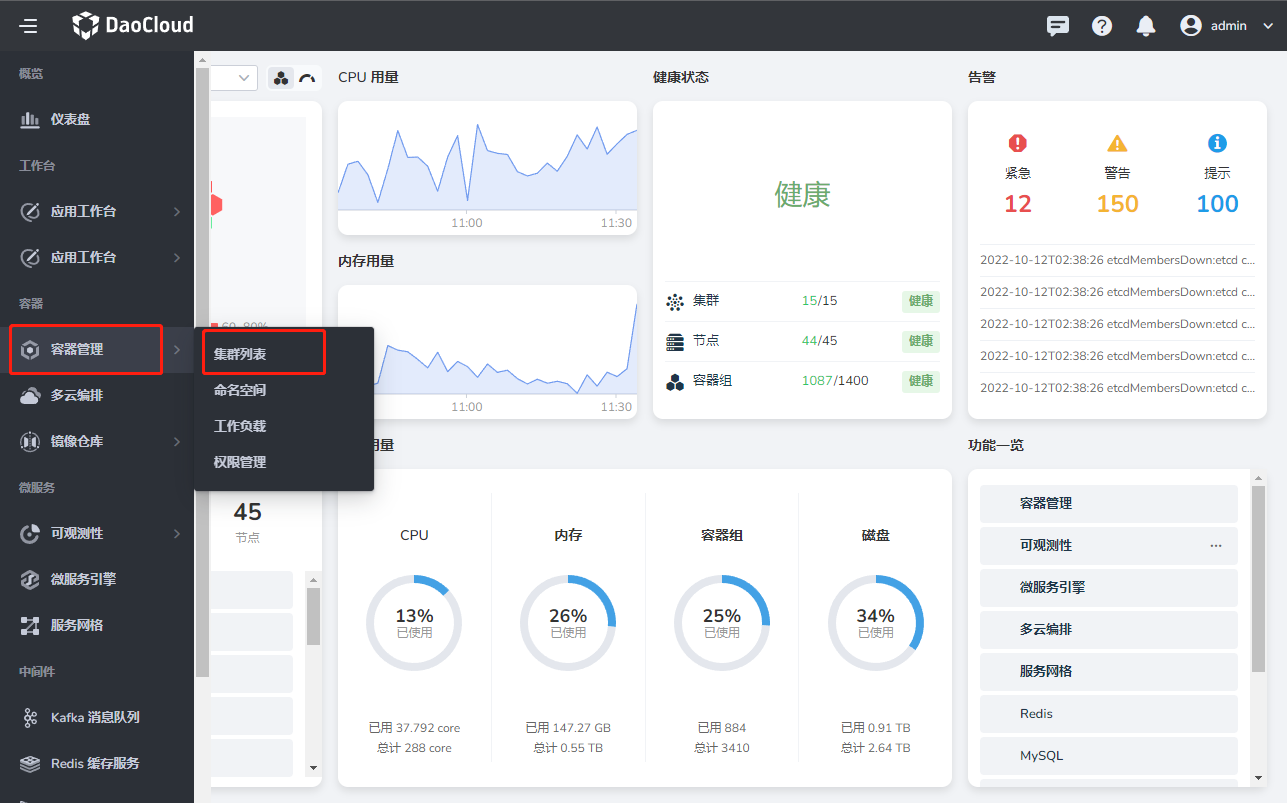 DaoCloud
admin
概览
仪表盘
工作台
应用工作台
应用工作台
容器
容器管理
多云编排
镜像仓库
微服务
可观测性
微服务引擎
服务网格
中间件
Kafka 消息队列
Redis 缓存服务
集群列表
命名空间
工作负载
权限管理
45
节点
CPU 用量
11:00
11:30
内存用量
11:00
11:30
健康状态
健康
集群
15/15
健康
节点
44/45
健康
容器组
1087/1400
健康
告警
紧急
警告
提示
12
150
100
2022-10-12T02:38:26 etcdMembersDown:etcd c...
2022-10-12T02:38:26 etcdMembersDown:etcd c...
2022-10-12T02:38:26 etcdMembersDown:etcd c...
2022-10-12T02:38:26 etcdMembersDown:etcd c...
2022-10-12T02:38:26 etcdMembersDown:etcd c...
用量
CPU
13%
已使用
已用 37.792 core
总计 288 core
内存
26%
已使用
已用 147.27 GB
总计 0.55 TB
容器组
25%
已使用
已用 884
总计 3410
磁盘
34%
已使用
已用 0.91 TB
总计 2.64 TB
功能一览
容器管理
可观测性
...
微服务引擎
多云编排
服务网格
Redis
MySQL